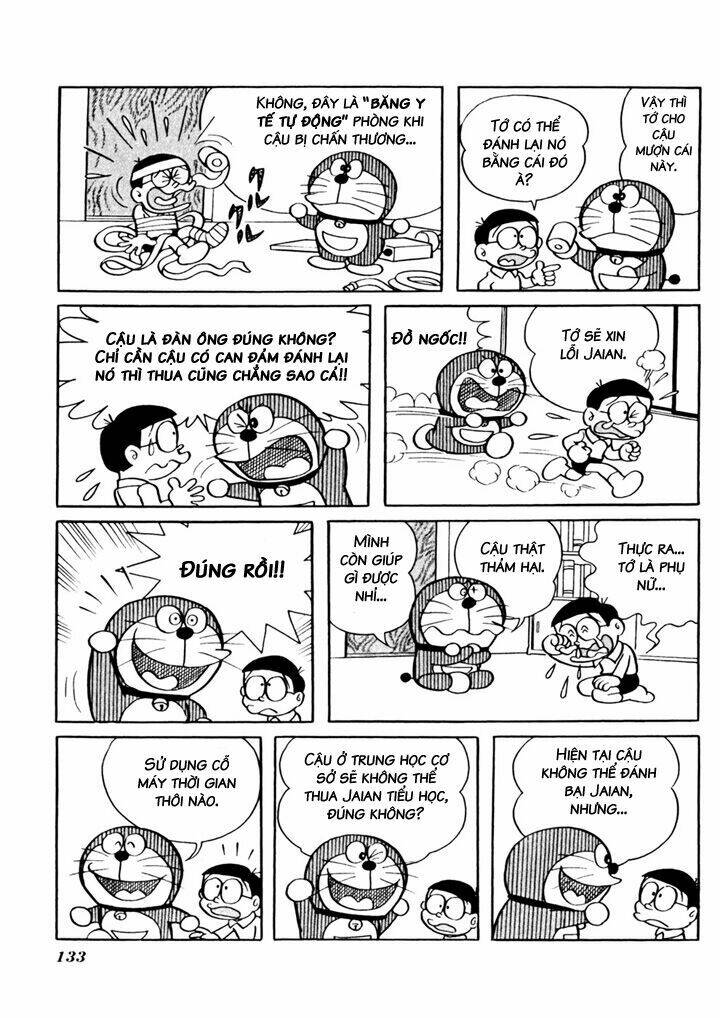 VẬY THÌ
TỚ CHO
CẬU
MƯỢN CÁI
NÀY.
TỚ CÓ THỂ
ĐÁNH LẠI NÓ
BẰNG CÁI ĐÓ
À?
KHÔNG, ĐÂY LÀ "BĂNG Y
TẾ TỰ ĐỘNG" PHÒNG KHI
CẬU BỊ CHẤN THƯƠNG...
グル
グル
TỚ SẼ XIN
LỖI JAIAN.
ĐỒ NGỐC!!
CẬU LÀ ĐÀN ÔNG ĐÚNG KHÔNG?
CHỈ CẦN CẬU CÓ CAN ĐẢM ĐÁNH LẠI
NÓ THÌ THUA CŨNG CHẲNG SAO CẢ!!
THỰC RA...
TỚ LÀ PHỤ
NỮ...
CẬU THẬT
THẢM HẠI.
MÌNH
CÒN GIÚP
GÌ ĐƯỢC
NHỈ...
ĐÚNG RỒI!!
HIỆN TẠI CẬU
KHÔNG THỂ ĐÁNH
BẠI JAIAN,
NHƯNG...
CẬU Ở TRUNG HỌC CƠ
SỞ SẼ KHÔNG THỂ
THUA JAIAN TIỂU HỌC,
ĐÚNG KHÔNG?
SỬ DỤNG CỖ
MÁY THỜI GIAN
THÔI NÀO.
133